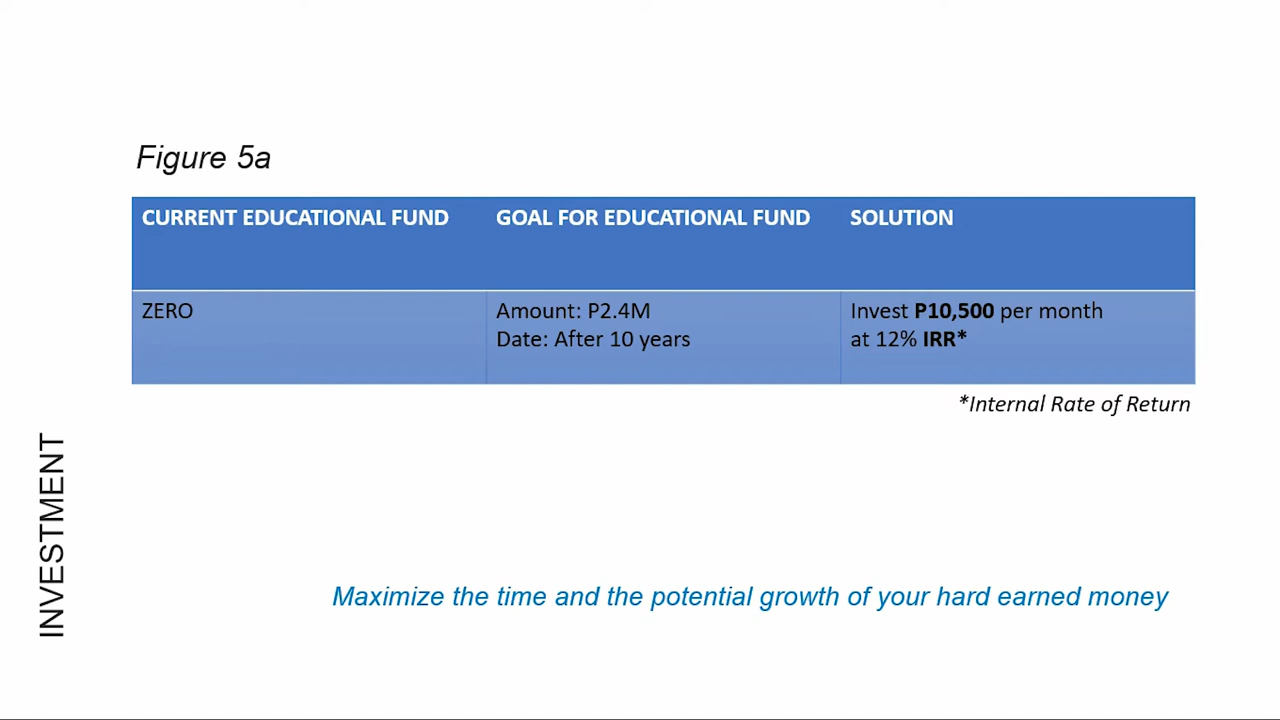 Figure 5a
CURRENT EDUCATIONAL FUND
GOAL FOR EDUCATIONAL FUND
SOLUTION
ZERO
Amount: P2.4M
Date: After 10 years
Invest P10,500 per month
at 12% IRR*
*Internal Rate of Return
INVESTMENT
Maximize the time and the potential growth of your hard earned money